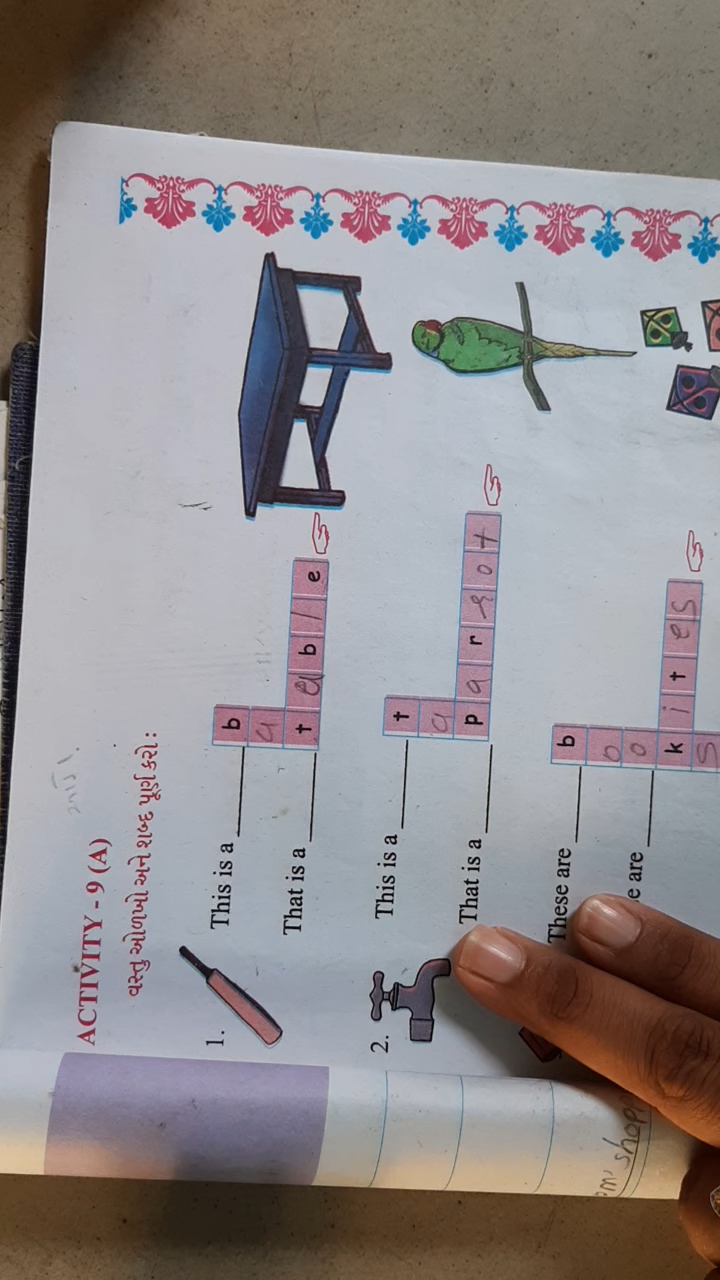 ACTIVITY - 9 (A)
વસ્તુ ઓળખો અને શબ્દ પૂર્ણ કરો :
1. This is a
b
a
That is a
t a b l e
2. This is a
t
a
That is a
p a r r o t
These are
b
o
o
e are
k i t e s
s
shopp